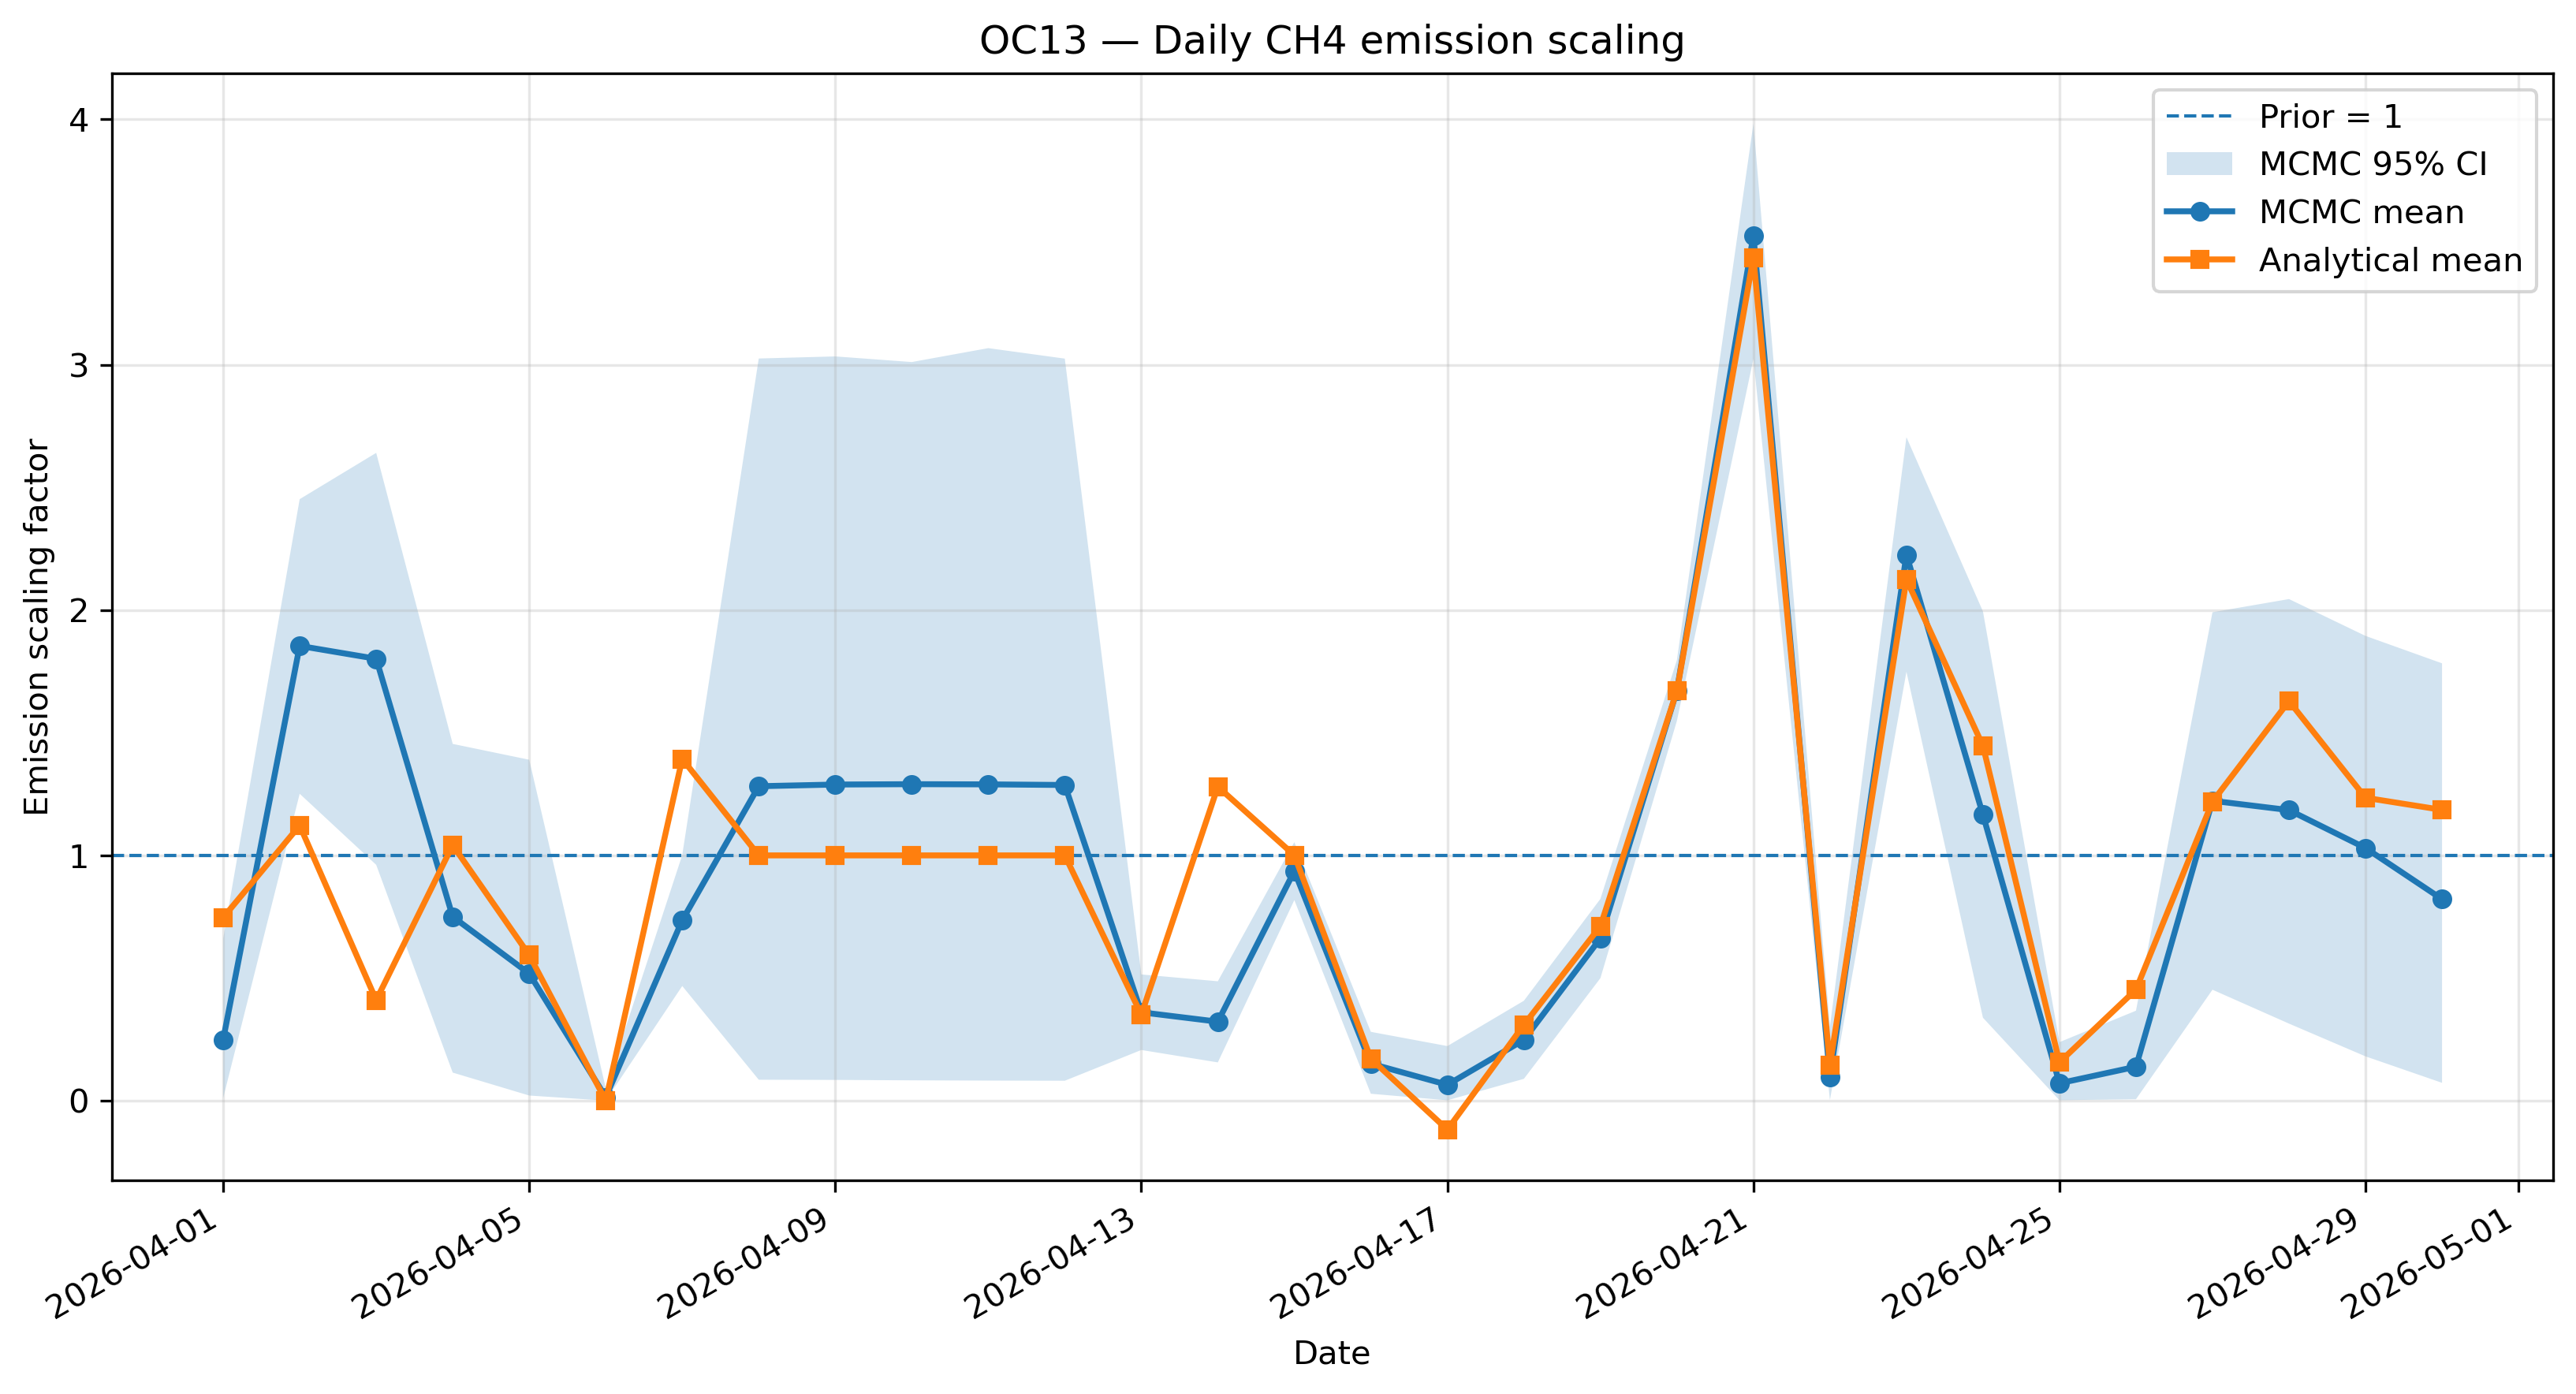 OC13 — Daily CH4 emission scaling
Prior = 1
MCMC 95% CI
MCMC mean
Analytical mean
Emission scaling factor
4
3
2
1
0
2026-04-01
2026-04-05
2026-04-09
2026-04-13
2026-04-17
2026-04-21
2026-04-25
2026-04-29
2026-05-01
Date